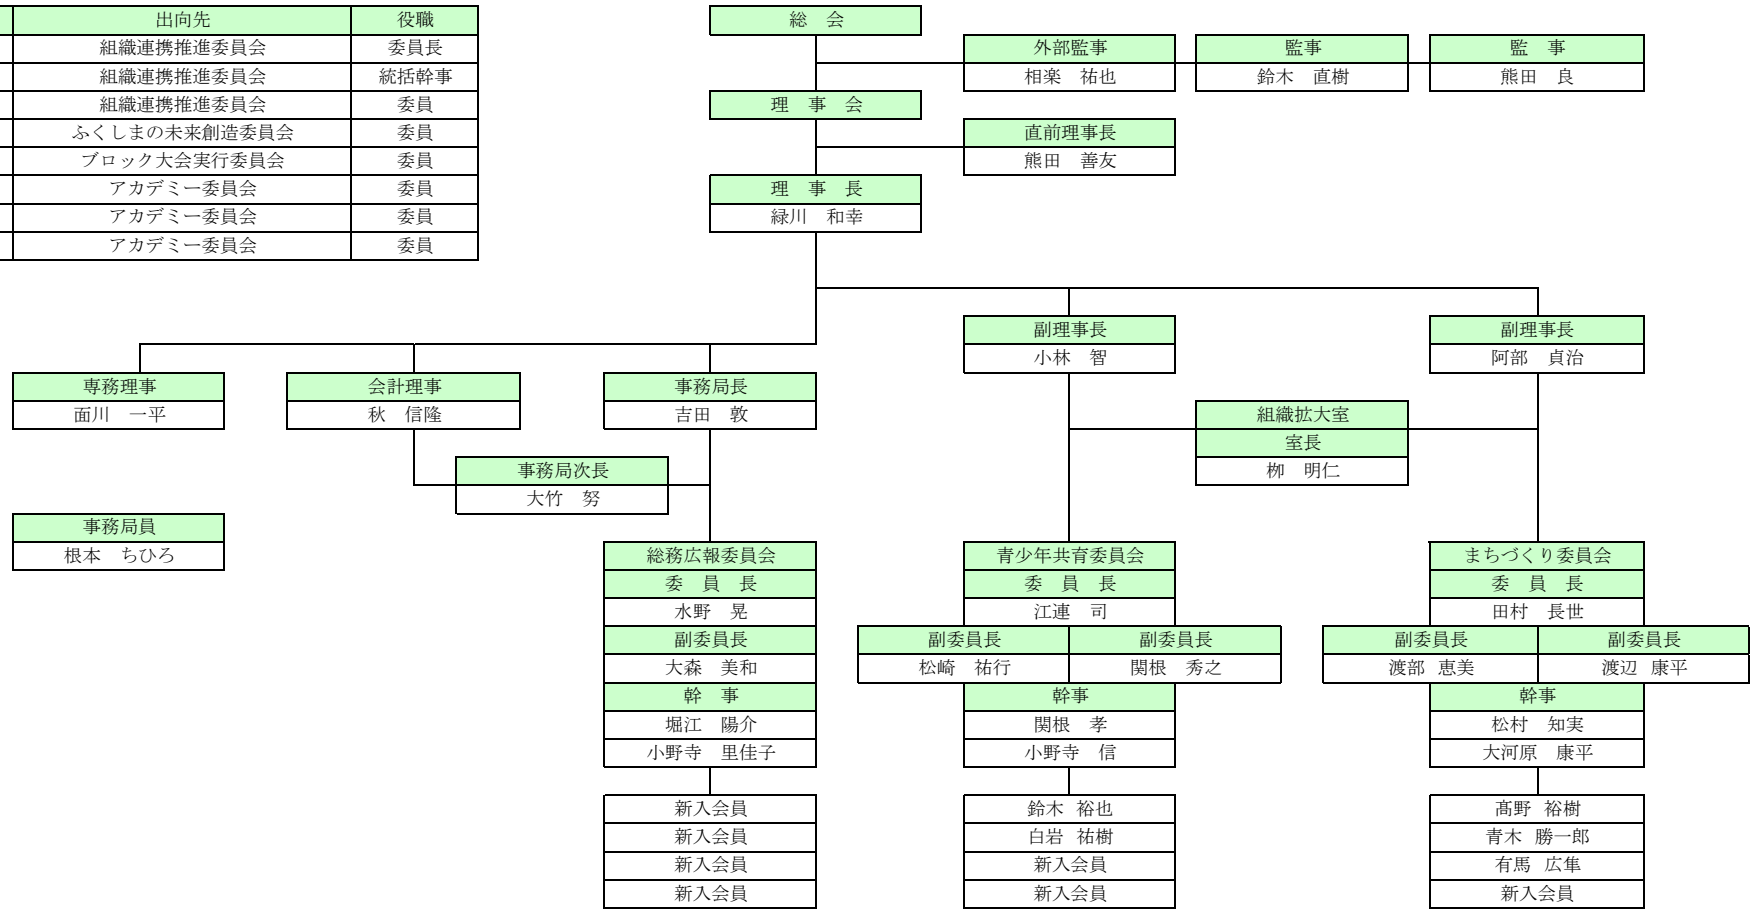 出向先 役職
組織連携推進委員会 委員長
組織連携推進委員会 統括幹事
組織連携推進委員会 委員
ふくしまの未来創造委員会 委員
ブロック大会実行委員会 委員
アカデミー委員会 委員
アカデミー委員会 委員
アカデミー委員会 委員
総　会
外部監事 監事 監　事
相楽　祐也 鈴木　直樹 熊田　良
理　事　会
直前理事長
熊田　善友
理　事　長
緑川　和幸
副理事長 副理事長
小林　智 阿部　貞治
専務理事 会計理事 事務局長
面川　一平 秋　信隆 吉田　敦
組織拡大室
室長
栁　明仁
事務局次長
大竹　努
事務局員
根本　ちひろ
総務広報委員会
委　員　長
水野　晃
副委員長
大森　美和
幹　事
堀江　陽介
小野寺　里佳子
新入会員
新入会員
新入会員
新入会員
青少年共育委員会
委　員　長
江連　司
副委員長 副委員長
松崎　祐行 関根　秀之
幹事
関根　孝
小野寺　信
鈴木 裕也
白岩 祐樹
新入会員
新入会員
まちづくり委員会
委　員　長
田村　長世
副委員長 副委員長
渡部 恵美 渡辺 康平
幹事
松村　知実
大河原　康平
髙野 裕樹
青木 勝一郎
有馬 広隼
新入会員